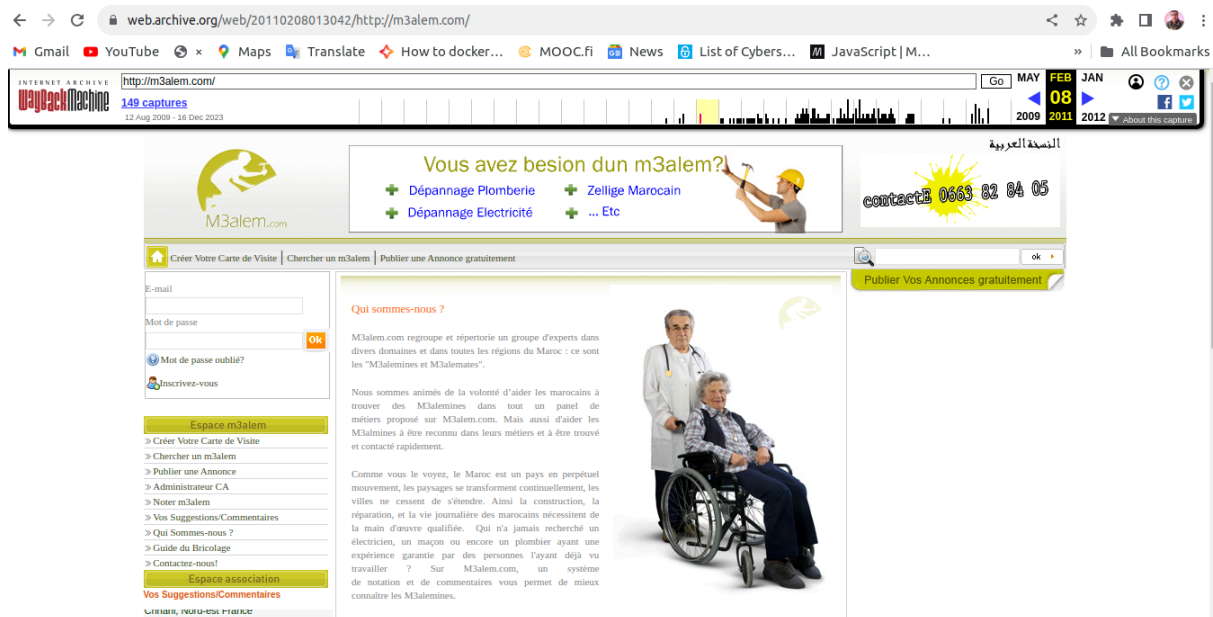 web.archive.org/web/20110208013042/http://m3alem.com/
Gmail YouTube × Maps Translate How to docker... MOOC.fi News List of Cybers... JavaScript | M... » All Bookmarks
INTERNET ARCHIVE
WayBackMachine
http://m3alem.com/ Go
149 captures
12 Aug 2009 - 16 Dec 2023
MAY FEB JAN
08
2009 2011 2012
About this capture
النسخة العربية
M3alem.com
Vous avez besion dun m3alem?
Dépannage Plomberie Zellige Marocain
Dépannage Electricité ... Etc
contactE 0663 82 84 05
Créer Votre Carte de Visite | Chercher un m3alem | Publier une Annonce gratuitement
ok
Publier Vos Annonces gratuitement
E-mail
Mot de passe
Ok
Mot de passe oublié?
Inscrivez-vous
Espace m3alem
» Créer Votre Carte de Visite
» Chercher un m3alem
» Publier une Annonce
» Administrateur CA
» Noter m3alem
» Vos Suggestions/Commentaires
» Qui Sommes-nous ?
» Guide du Bricolage
» Contactez-nous!
Espace association
Vos Suggestions/Commentaires
Nord-est France
Qui sommes-nous ?
M3alem.com regroupe et répertorie un groupe d'experts dans
divers domaines et dans toutes les régions du Maroc : ce sont
les "M3alemines et M3alemates".
Nous sommes animés de la volonté d’aider les marocains à
trouver des M3alemines dans tout un panel de
métiers proposé sur M3alem.com. Mais aussi d'aider les
M3almines à être reconnu dans leurs métiers et à être trouvé
et contacté rapidement.
Comme vous le voyez, le Maroc est un pays en perpétuel
mouvement, les paysages se transforment continuellement, les
villes ne cessent de s'étendre. Ainsi la construction, la
réparation, et la vie journalière des marocains nécessitent de
la main d'œuvre qualifiée. Qui n'a jamais recherché un
électricien, un maçon ou encore un plombier ayant une
expérience garantie par des personnes l'ayant déjà vu
travailler ? Sur M3alem.com, un système
de notation et de commentaires vous permet de mieux
connaître les M3alemines.